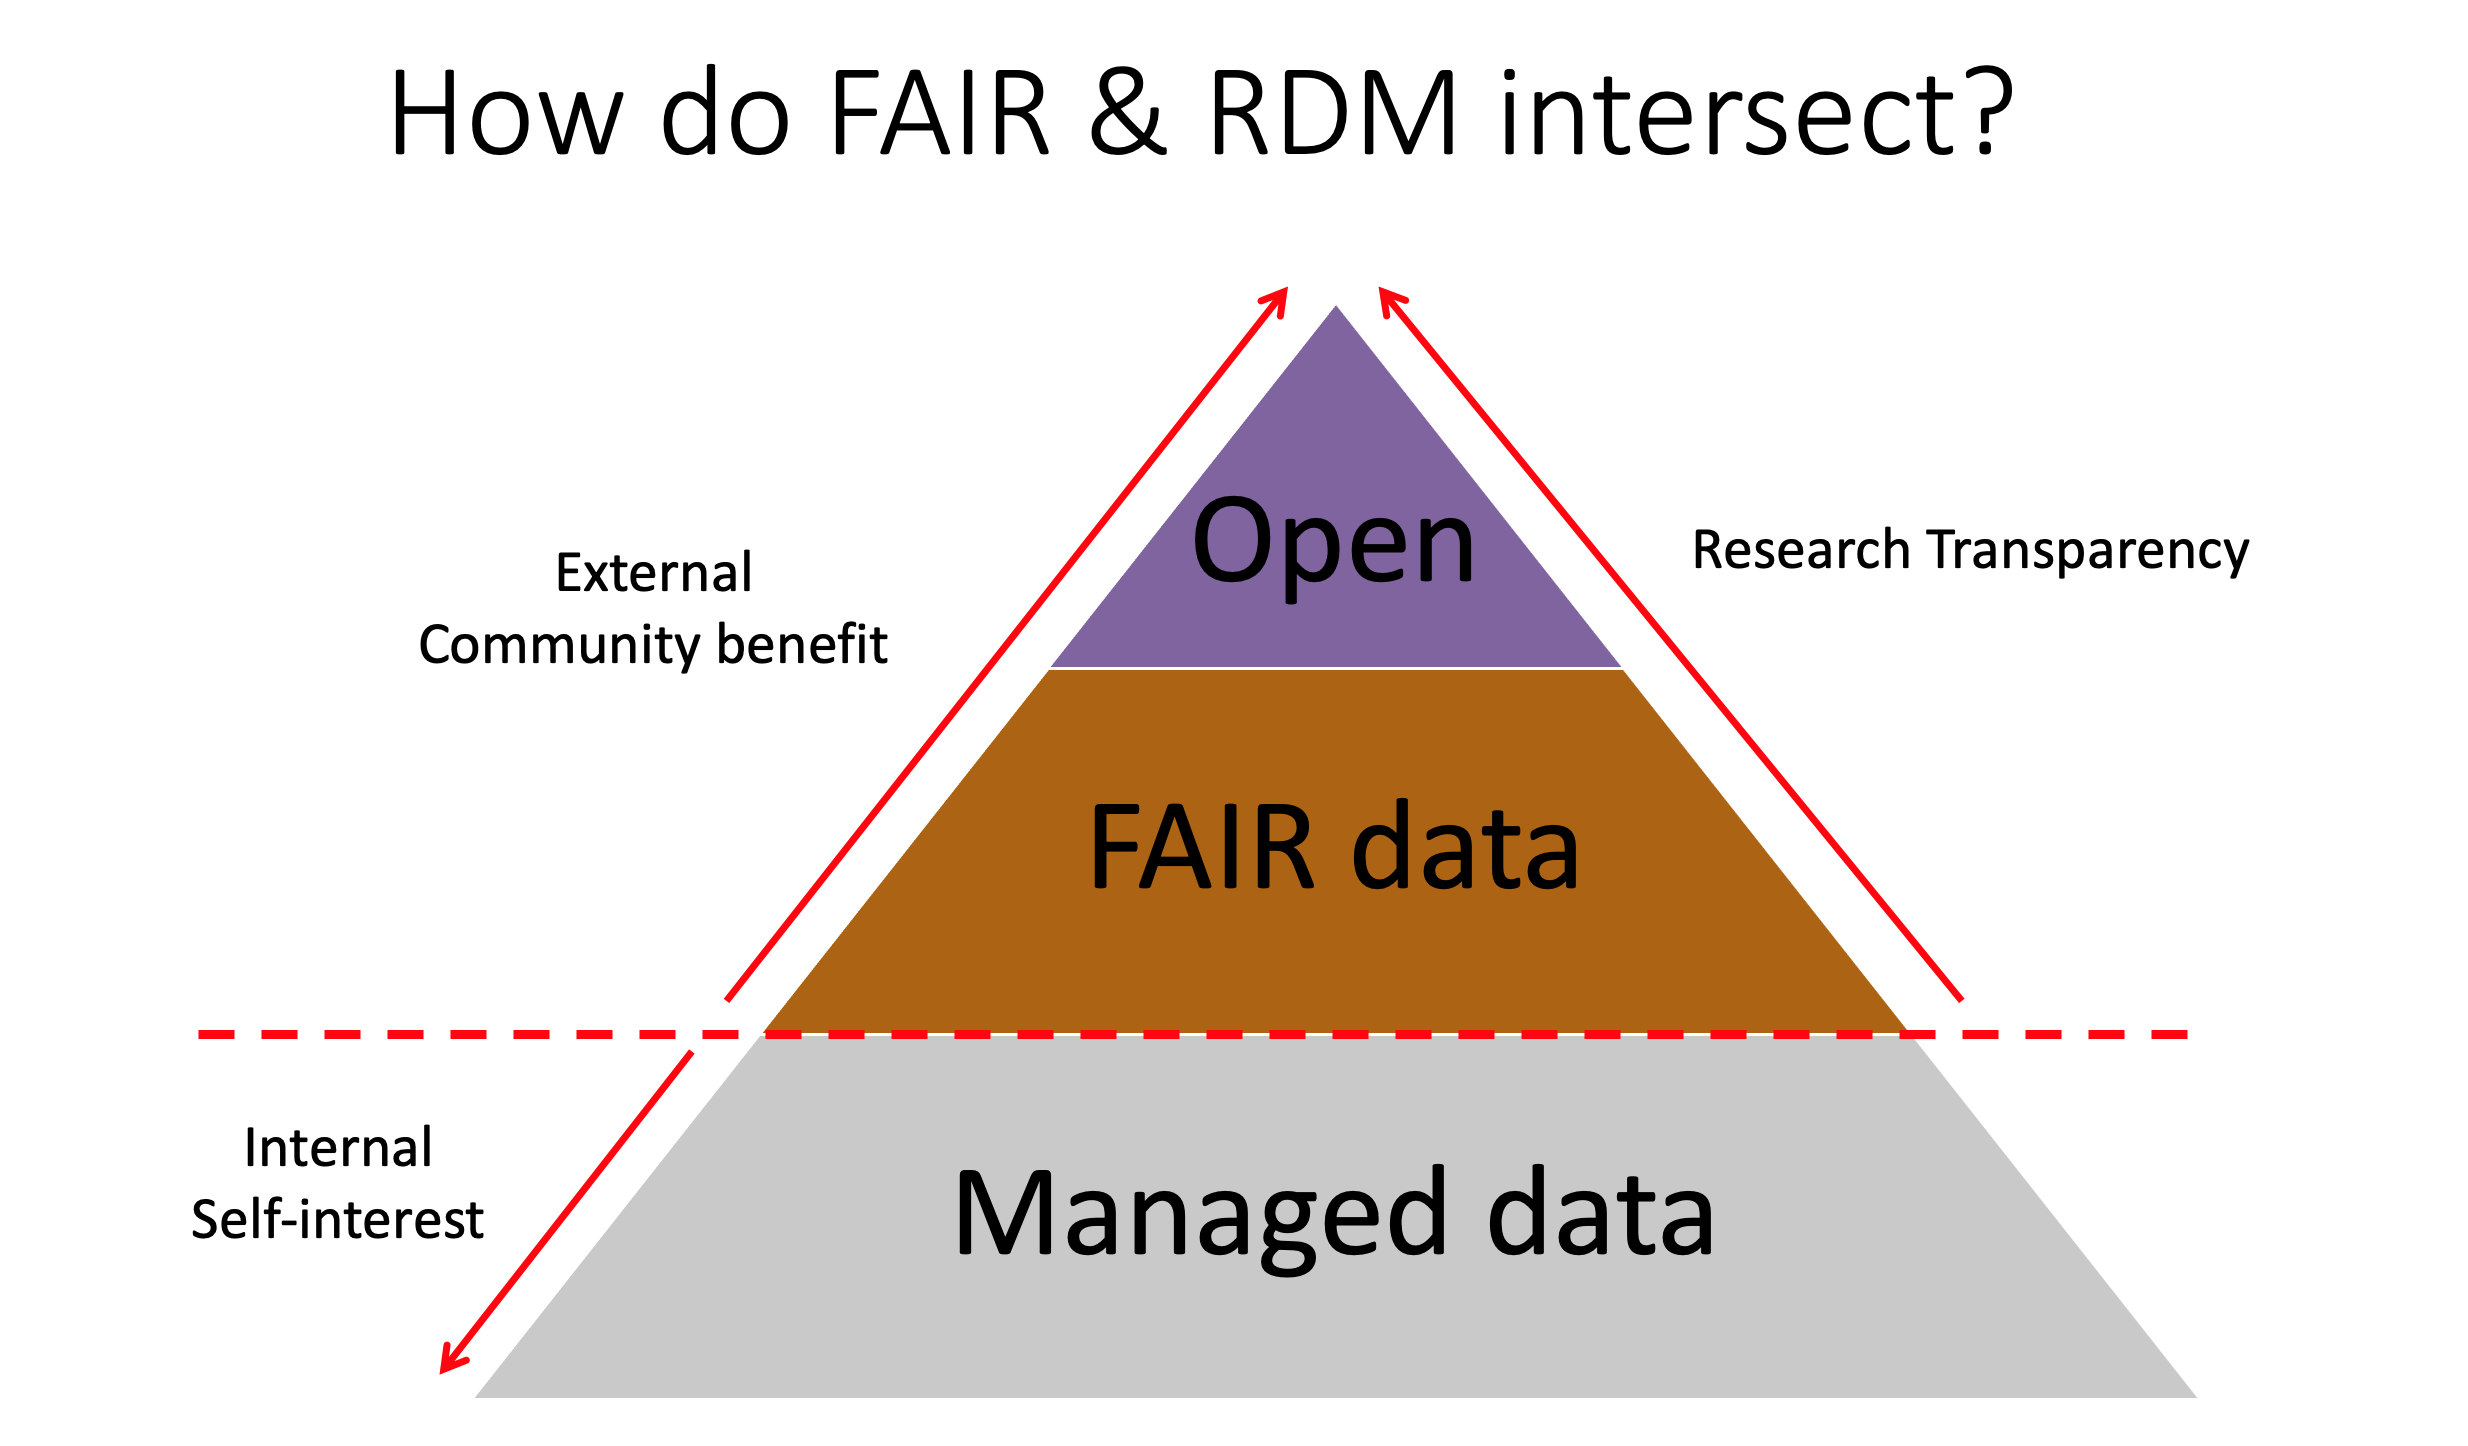 How do FAIR & RDM intersect?
Open
Research Transparency
External
Community benefit
FAIR data
Internal
Self-interest
Managed data